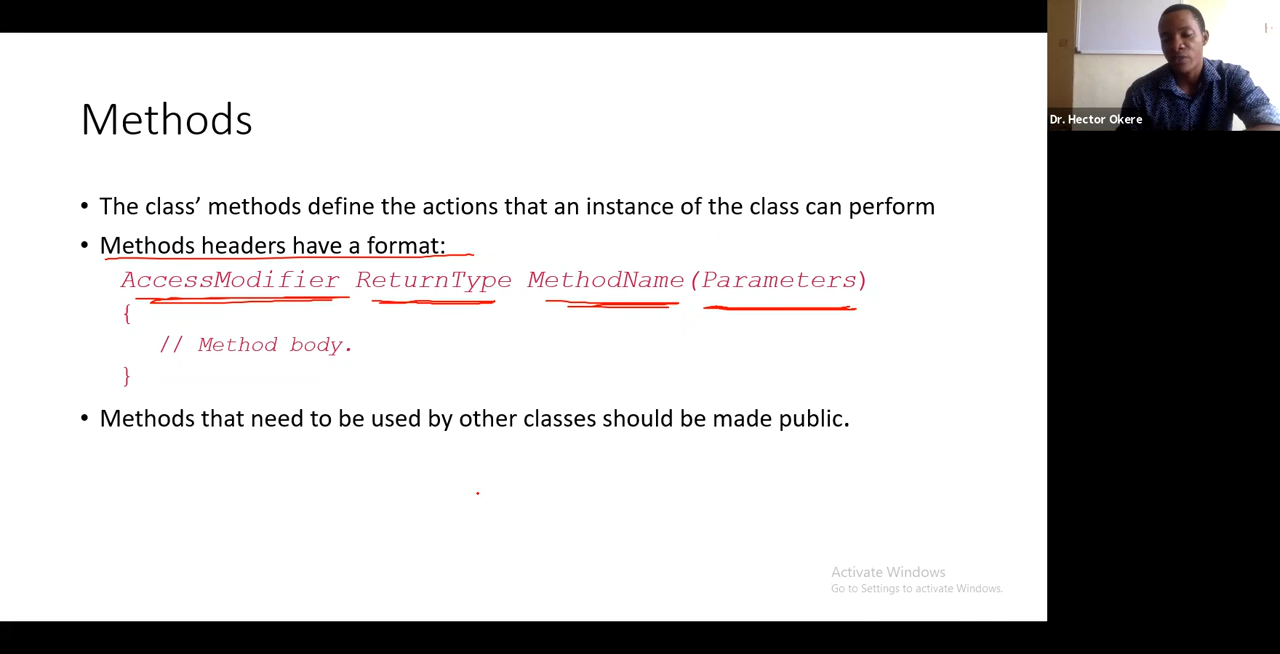 Methods
• The class’ methods define the actions that an instance of the class can perform
• Methods headers have a format:
AccessModifier ReturnType MethodName(Parameters)
{
// Method body.
}
• Methods that need to be used by other classes should be made public.
Activate Windows
Go to Settings to activate Windows.
Dr. Hector Okere